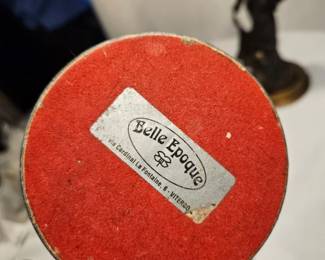 Belle Epoque
Via Cardinal La Fontaine, 6 - VITERBO